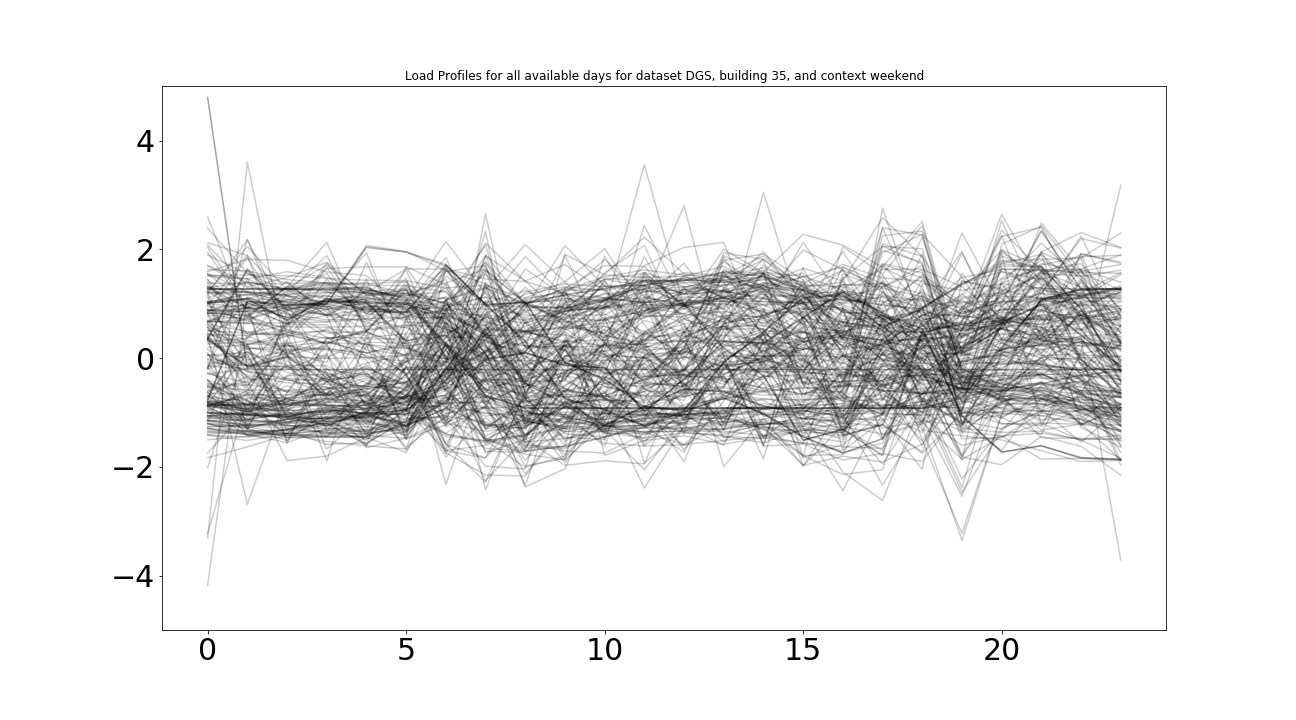 Load Profiles for all available days for dataset DGS, building 35, and context weekend
4
2
0
−2
−4
0 5 10 15 20